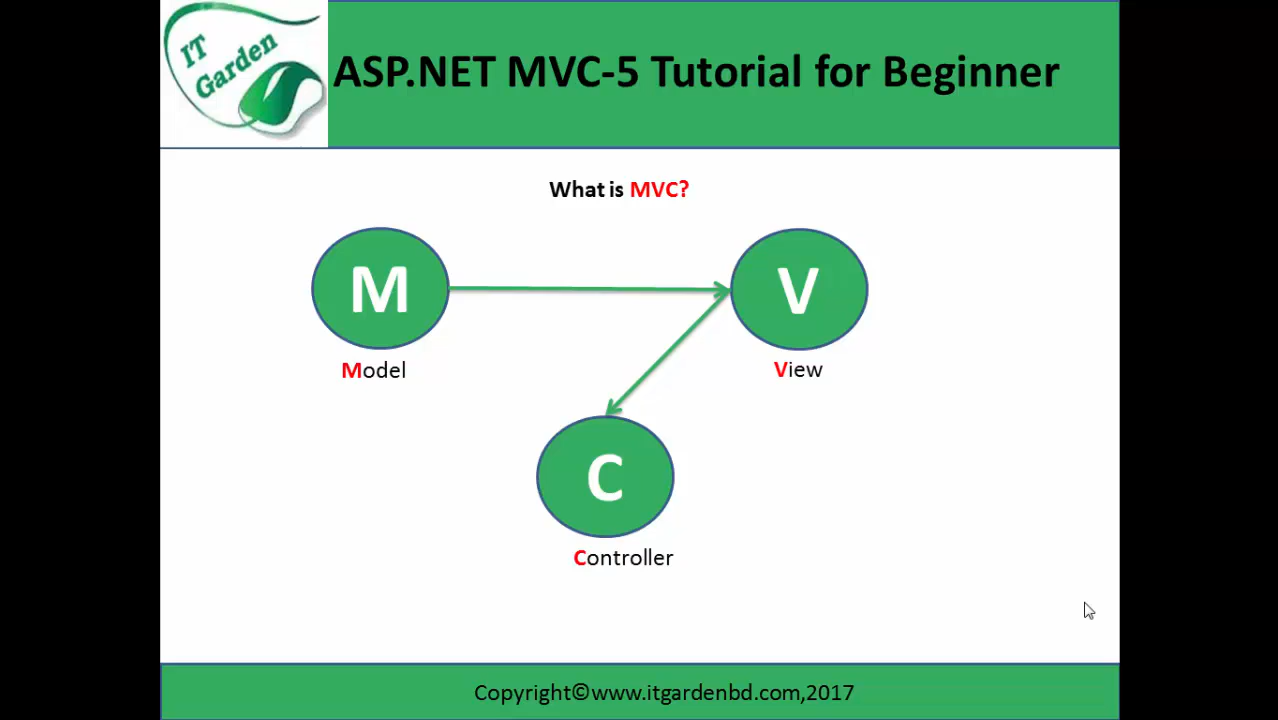 IT
Garden
ASP.NET MVC-5 Tutorial for Beginner
What is MVC?
M
V
Model
View
C
Controller
Copyright©www.itgardenbd.com,2017